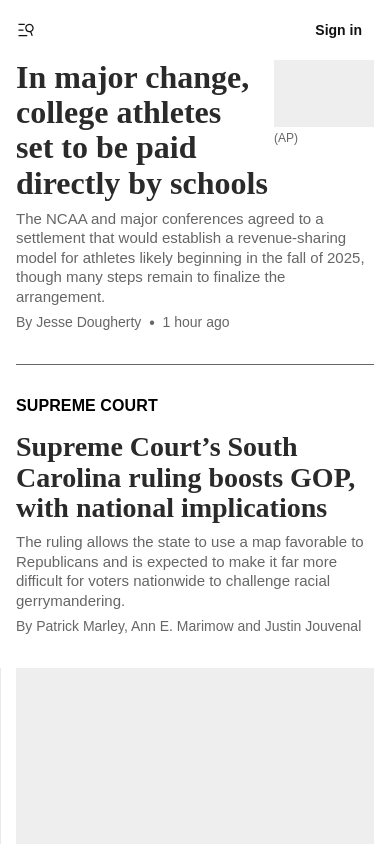 Sign in
In major change,
college athletes
set to be paid
directly by schools
(AP)
The NCAA and major conferences agreed to a
settlement that would establish a revenue-sharing
model for athletes likely beginning in the fall of 2025,
though many steps remain to finalize the
arrangement.
By Jesse Dougherty • 1 hour ago
SUPREME COURT
Supreme Court’s South
Carolina ruling boosts GOP,
with national implications
The ruling allows the state to use a map favorable to
Republicans and is expected to make it far more
difficult for voters nationwide to challenge racial
gerrymandering.
By Patrick Marley, Ann E. Marimow and Justin Jouvenal